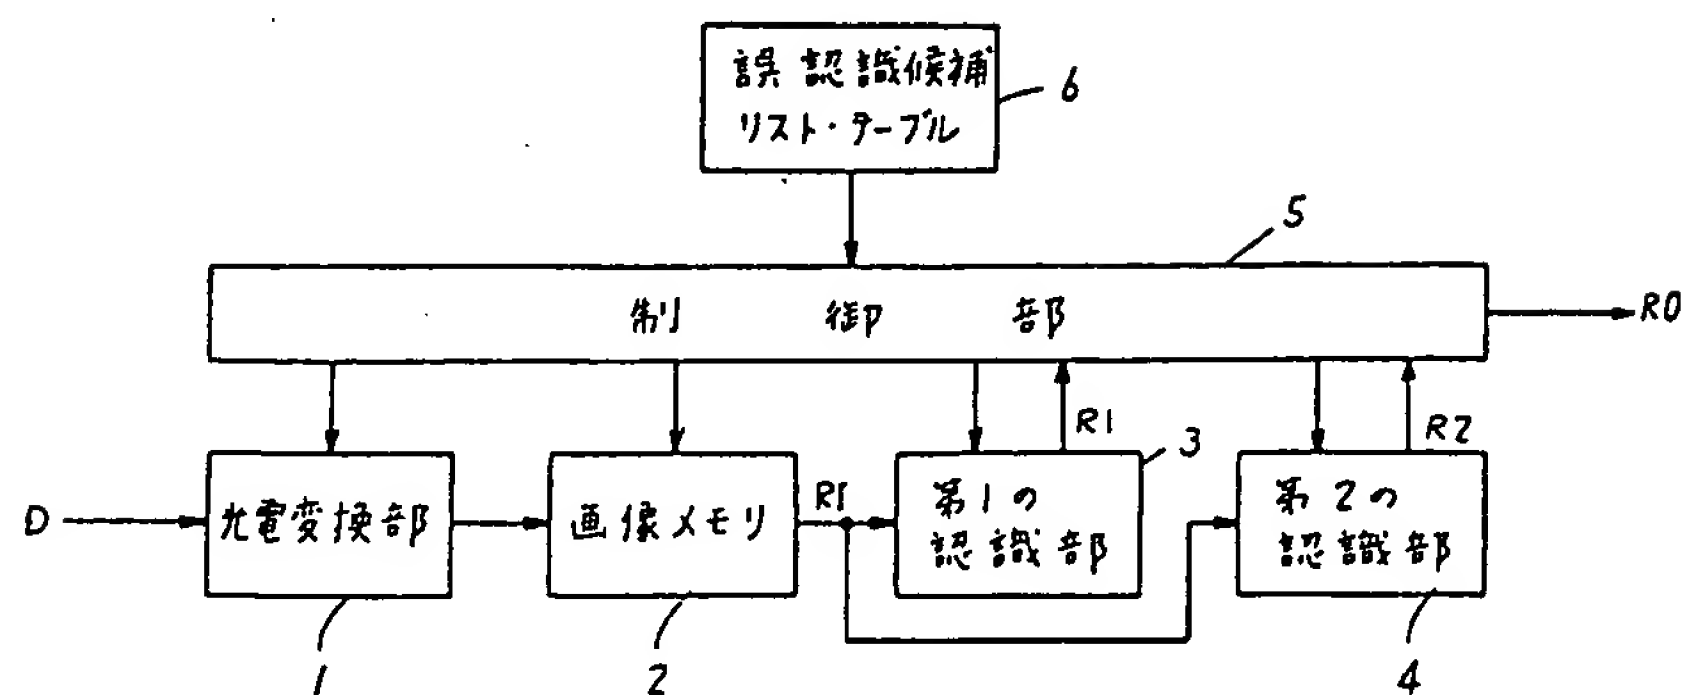 誤認識候補
リスト・テーブル
6
5
制御部
R0
R1
R2
3
D
光電変換部
画像メモリ
RI
第1の
認識部
第2の
認識部
1
2
4